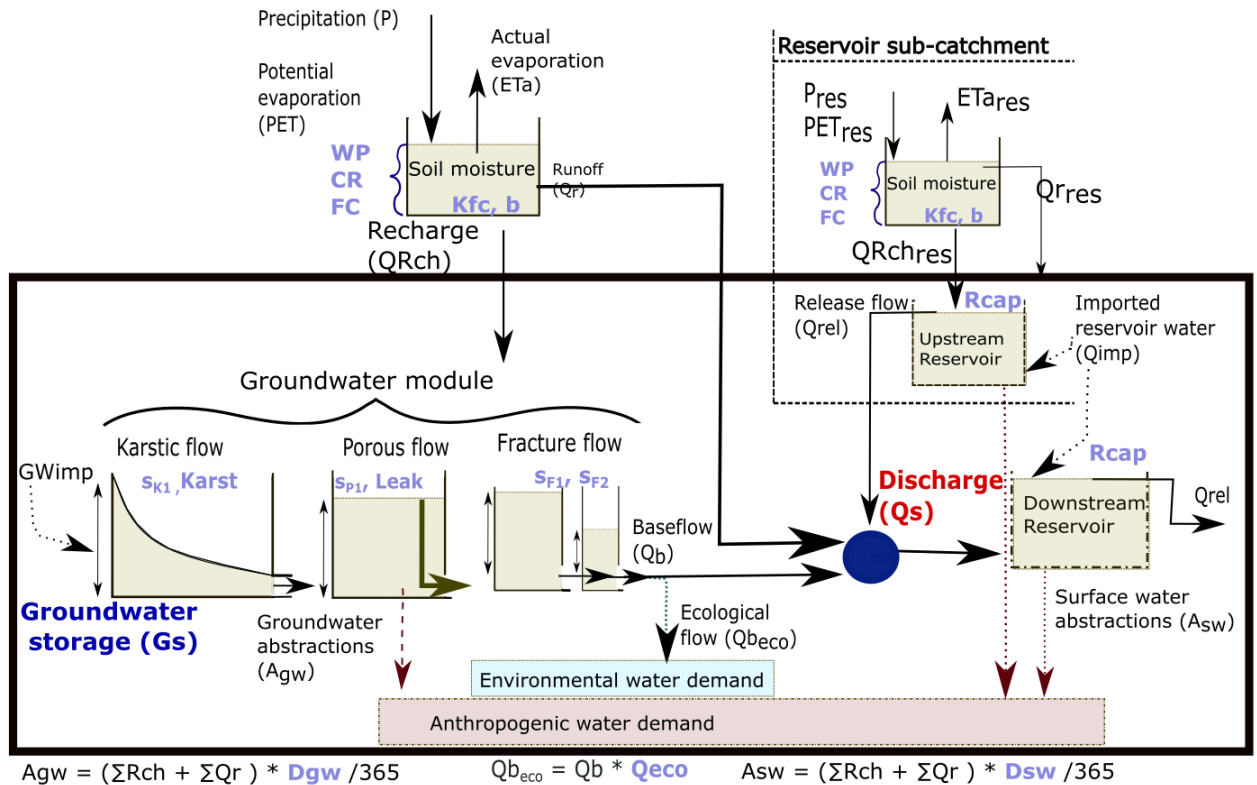 Precipitation (P)
Actual
evaporation
(ETa)
Potential
evaporation
(PET)
WP
CR
FC
Soil moisture
Kfc, b
Runoff
(Qr)
Recharge
(QRch)
Reservoir sub-catchment
Pres
PETres
ETares
WP
CR
FC
Soil moisture
Kfc, b
Qrres
QRchres
Release flow
(Qrel)
Rcap
Upstream
Reservoir
Imported
reservoir water
(Qimp)
Groundwater module
Karstic flow
sK1 ,Karst
Porous flow
sP1, Leak
Fracture flow
sF1, sF2
GWimp
Groundwater
storage (Gs)
Groundwater
abstractions
(Agw)
Baseflow
(Qb)
Ecological
flow (Qbeco)
Discharge
(Qs)
Rcap
Downstream
Reservoir
Qrel
Surface water
abstractions (Asw)
Environmental water demand
Anthropogenic water demand
Agw = (∑Rch + ∑Qr ) * Dgw /365
Qbeco = Qb * Qeco
Asw = (∑Rch + ∑Qr ) * Dsw /365